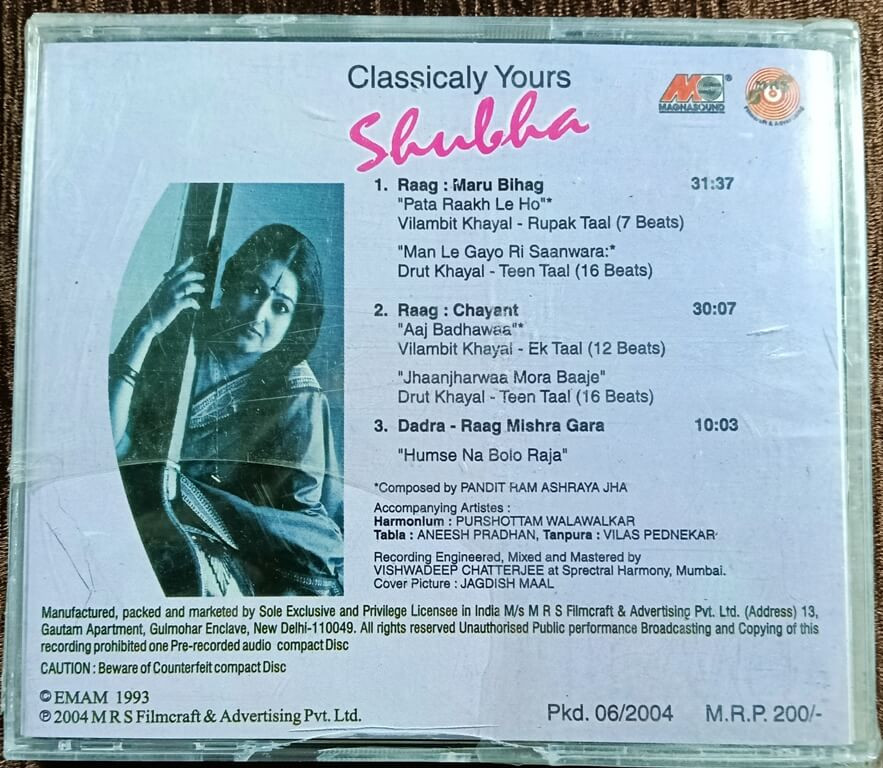 Classicaly Yours
Shubha
MS®
MAGNASOUND
MRS
1. Raag : Maru Bihag 31:37
"Pata Raakh Le Ho"*
Vilambit Khayal - Rupak Taal (7 Beats)
"Man Le Gayo Ri Saanwara:*
Drut Khayal - Teen Taal (16 Beats)
2. Raag : Chayant 30:07
"Aaj Badhawaa"*
Vilambit Khayal - Ek Taal (12 Beats)
"Jhaanjharwaa Mora Baaje"
Drut Khayal - Teen Taal (16 Beats)
3. Dadra - Raag Mishra Gara 10:03
"Humse Na Bolo Raja"
*Composed by PANDIT RAM ASHRAYA JHA
Accompanying Artistes :
Harmonium : PURSHOTTAM WALAWALKAR
Tabla : ANEESH PRADHAN, Tanpura : VILAS PEDNEKAR
Recording Engineered, Mixed and Mastered by
VISHWADEEP CHATTERJEE at Sprectral Harmony, Mumbai.
Cover Picture : JAGDISH MAAL
Manufactured, packed and marketed by Sole Exclusive and Privilege Licensee in India M/s M R S Filmcraft & Advertising Pvt. Ltd. (Address) 13,
Gautam Apartment, Gulmohar Enclave, New Delhi-110049. All rights reserved Unauthorised Public performance Broadcasting and Copying of this
recording prohibited one Pre-recorded audio compact Disc
CAUTION : Beware of Counterfeit compact Disc
© EMAM 1993
℗ 2004 M R S Filmcraft & Advertising Pvt. Ltd.
Pkd. 06/2004 M.R.P. 200/-